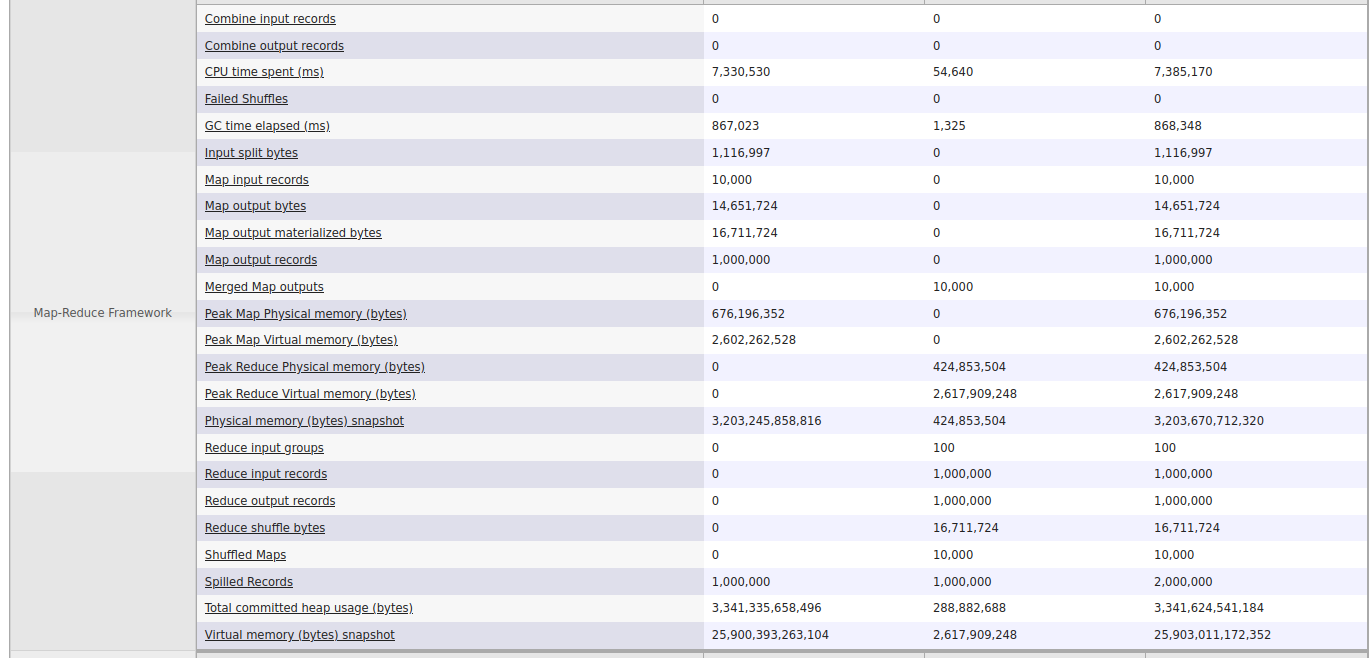 Combine input records 0 0 0
Combine output records 0 0 0
CPU time spent (ms) 7,330,530 54,640 7,385,170
Failed Shuffles 0 0 0
GC time elapsed (ms) 867,023 1,325 868,348
Input split bytes 1,116,997 0 1,116,997
Map input records 10,000 0 10,000
Map output bytes 14,651,724 0 14,651,724
Map output materialized bytes 16,711,724 0 16,711,724
Map output records 1,000,000 0 1,000,000
Merged Map outputs 0 10,000 10,000
Map-Reduce Framework
Peak Map Physical memory (bytes) 676,196,352 0 676,196,352
Peak Map Virtual memory (bytes) 2,602,262,528 0 2,602,262,528
Peak Reduce Physical memory (bytes) 0 424,853,504 424,853,504
Peak Reduce Virtual memory (bytes) 0 2,617,909,248 2,617,909,248
Physical memory (bytes) snapshot 3,203,245,858,816 424,853,504 3,203,670,712,320
Reduce input groups 0 100 100
Reduce input records 0 1,000,000 1,000,000
Reduce output records 0 1,000,000 1,000,000
Reduce shuffle bytes 0 16,711,724 16,711,724
Shuffled Maps 0 10,000 10,000
Spilled Records 1,000,000 1,000,000 2,000,000
Total committed heap usage (bytes) 3,341,335,658,496 288,882,688 3,341,624,541,184
Virtual memory (bytes) snapshot 25,900,393,263,104 2,617,909,248 25,903,011,172,352